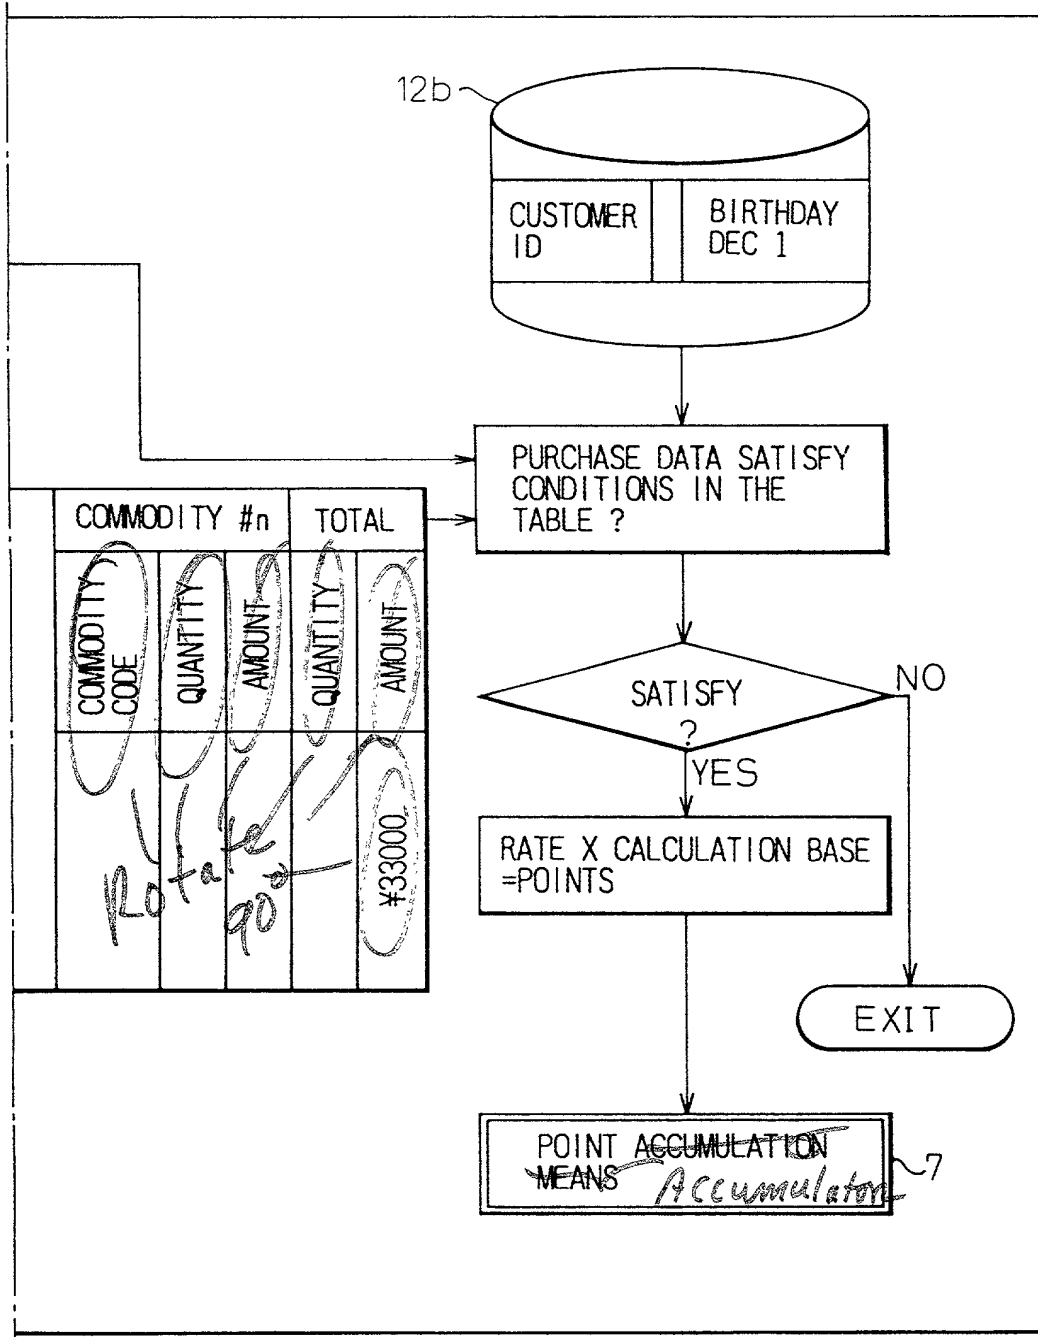 12b
CUSTOMER
ID
BIRTHDAY
DEC 1
PURCHASE DATA SATISFY
CONDITIONS IN THE
TABLE ?
COMMODITY #n
TOTAL
COMMODITY
CODE
QUANTITY
AMOUNT
QUANTITY
AMOUNT
¥33000
Rotate
90°
SATISFY
?
NO
YES
RATE X CALCULATION BASE
=POINTS
EXIT
POINT ACCUMULATION
MEANS
Accumulator
7